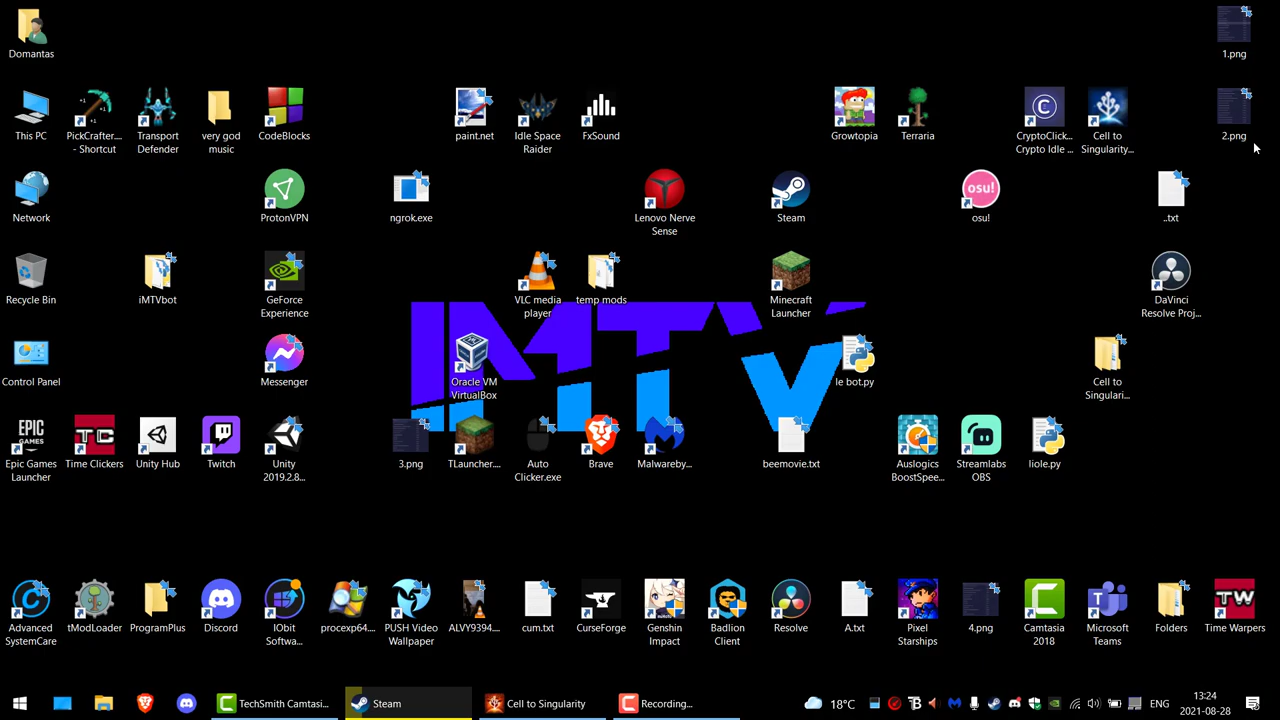 Domantas
1.png
This PC
PickCrafter....
- Shortcut
Transport
Defender
very god
music
CodeBlocks
paint.net
Idle Space
Raider
FxSound
Growtopia
Terraria
CryptoClick...
Crypto Idle ...
Cell to
Singularity...
2.png
Network
ProtonVPN
ngrok.exe
Lenovo Nerve
Sense
Steam
osu!
osu!
..txt
Recycle Bin
iMTVbot
GeForce
Experience
VLC media
player
temp mods
Minecraft
Launcher
DaVinci
Resolve Proj...
IMTV
Control Panel
Messenger
Oracle VM
VirtualBox
le bot.py
Cell to
Singulari...
EPIC
GAMES
Epic Games
Launcher
TC
Time Clickers
Unity Hub
Twitch
Unity
2019.2.8...
3.png
TLauncher....
Auto
Clicker.exe
Brave
Malwareby...
beemovie.txt
Auslogics
BoostSpee...
Streamlabs
OBS
liole.py
Advanced
SystemCare
tModLoader
ProgramPlus
Discord
IObit
Softwa...
procexp64....
PUSH Video
Wallpaper
ALVY9394....
cum.txt
CurseForge
Genshin
Impact
Badlion
Client
Resolve
A.txt
Pixel
Starships
4.png
Camtasia
2018
Microsoft
Teams
Folders
TW
Time Warpers
TechSmith Camtasi...
Steam
Cell to Singularity
Recording...
18°C
ENG
13:24
2021-08-28